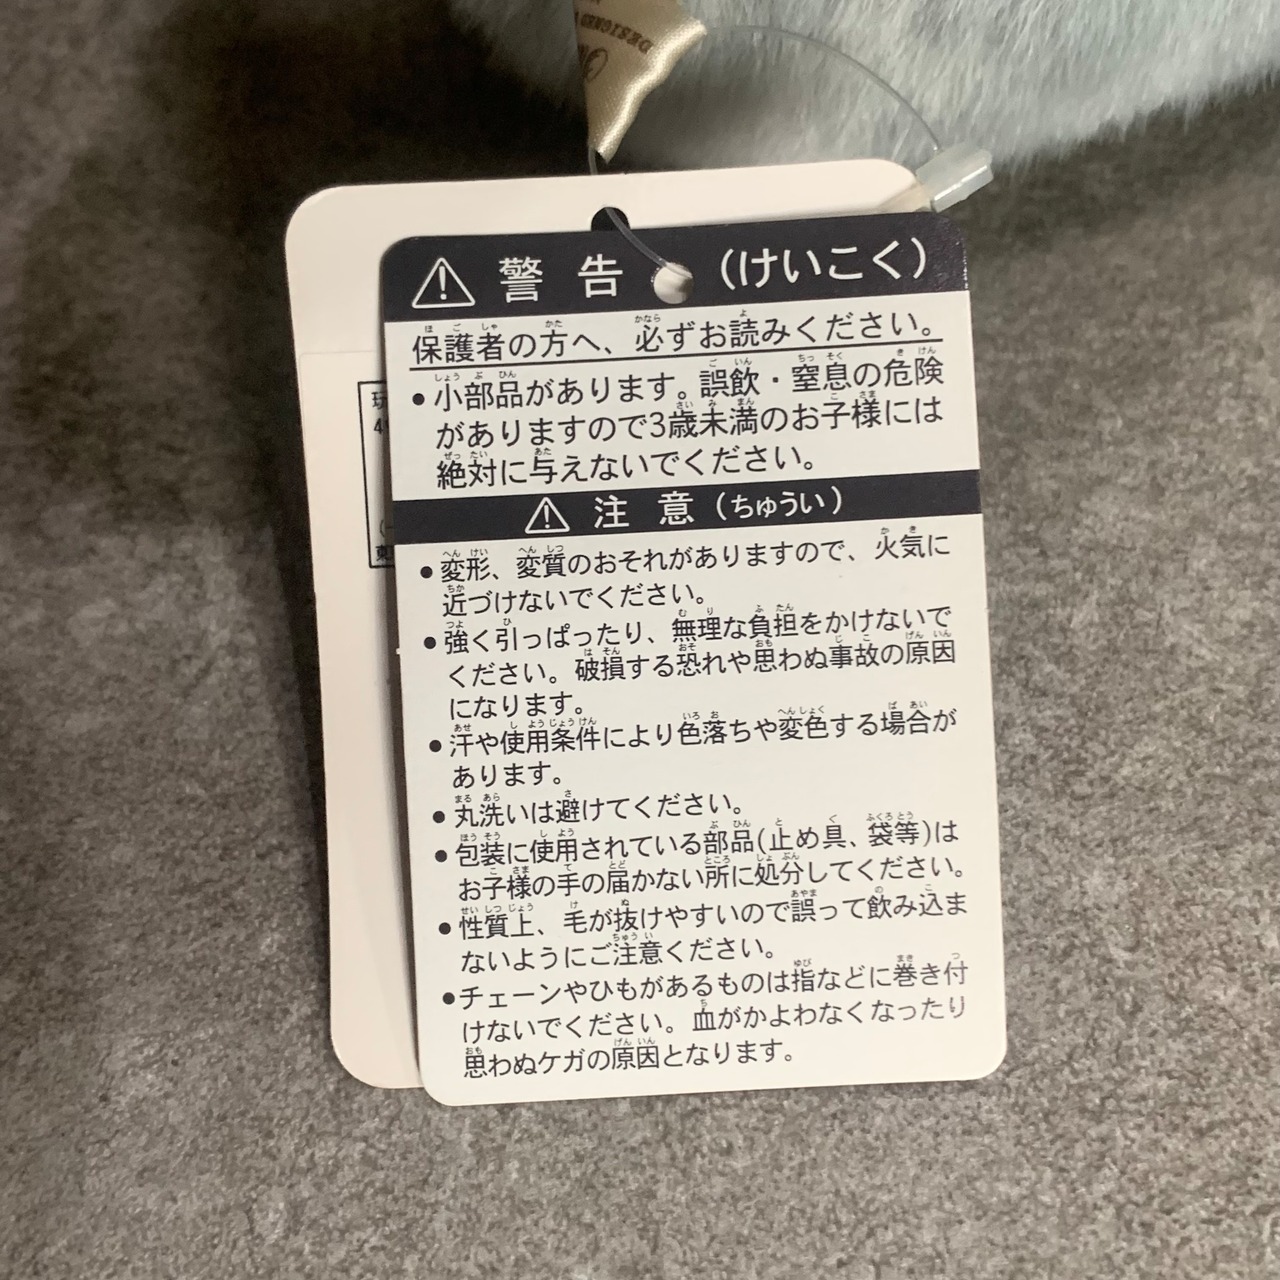 DESIGNED
⚠ 警告 (けいこく)
保護者の方へ、必ずお読みください。
●小部品があります。誤飲・窒息の危険
がありますので3歳未満のお子様には
絶対に与えないでください。
⚠ 注意 (ちゅうい)
●変形、変質のおそれがありますので、火気に
近づけないでください。
●強く引っぱったり、無理な負担をかけないで
ください。破損する恐れや思わぬ事故の原因
になります。
●汗や使用条件により色落ちや変色する場合が
あります。
●丸洗いは避けてください。
●包装に使用されている部品(止め具、袋等)は
お子様の手の届かない所に処分してください。
●性質上、毛が抜けやすいので誤って飲み込ま
ないようにご注意ください。
●チェーンやひもがあるものは指などに巻き付
けないでください。血がかよわなくなったり
思わぬケガの原因となります。